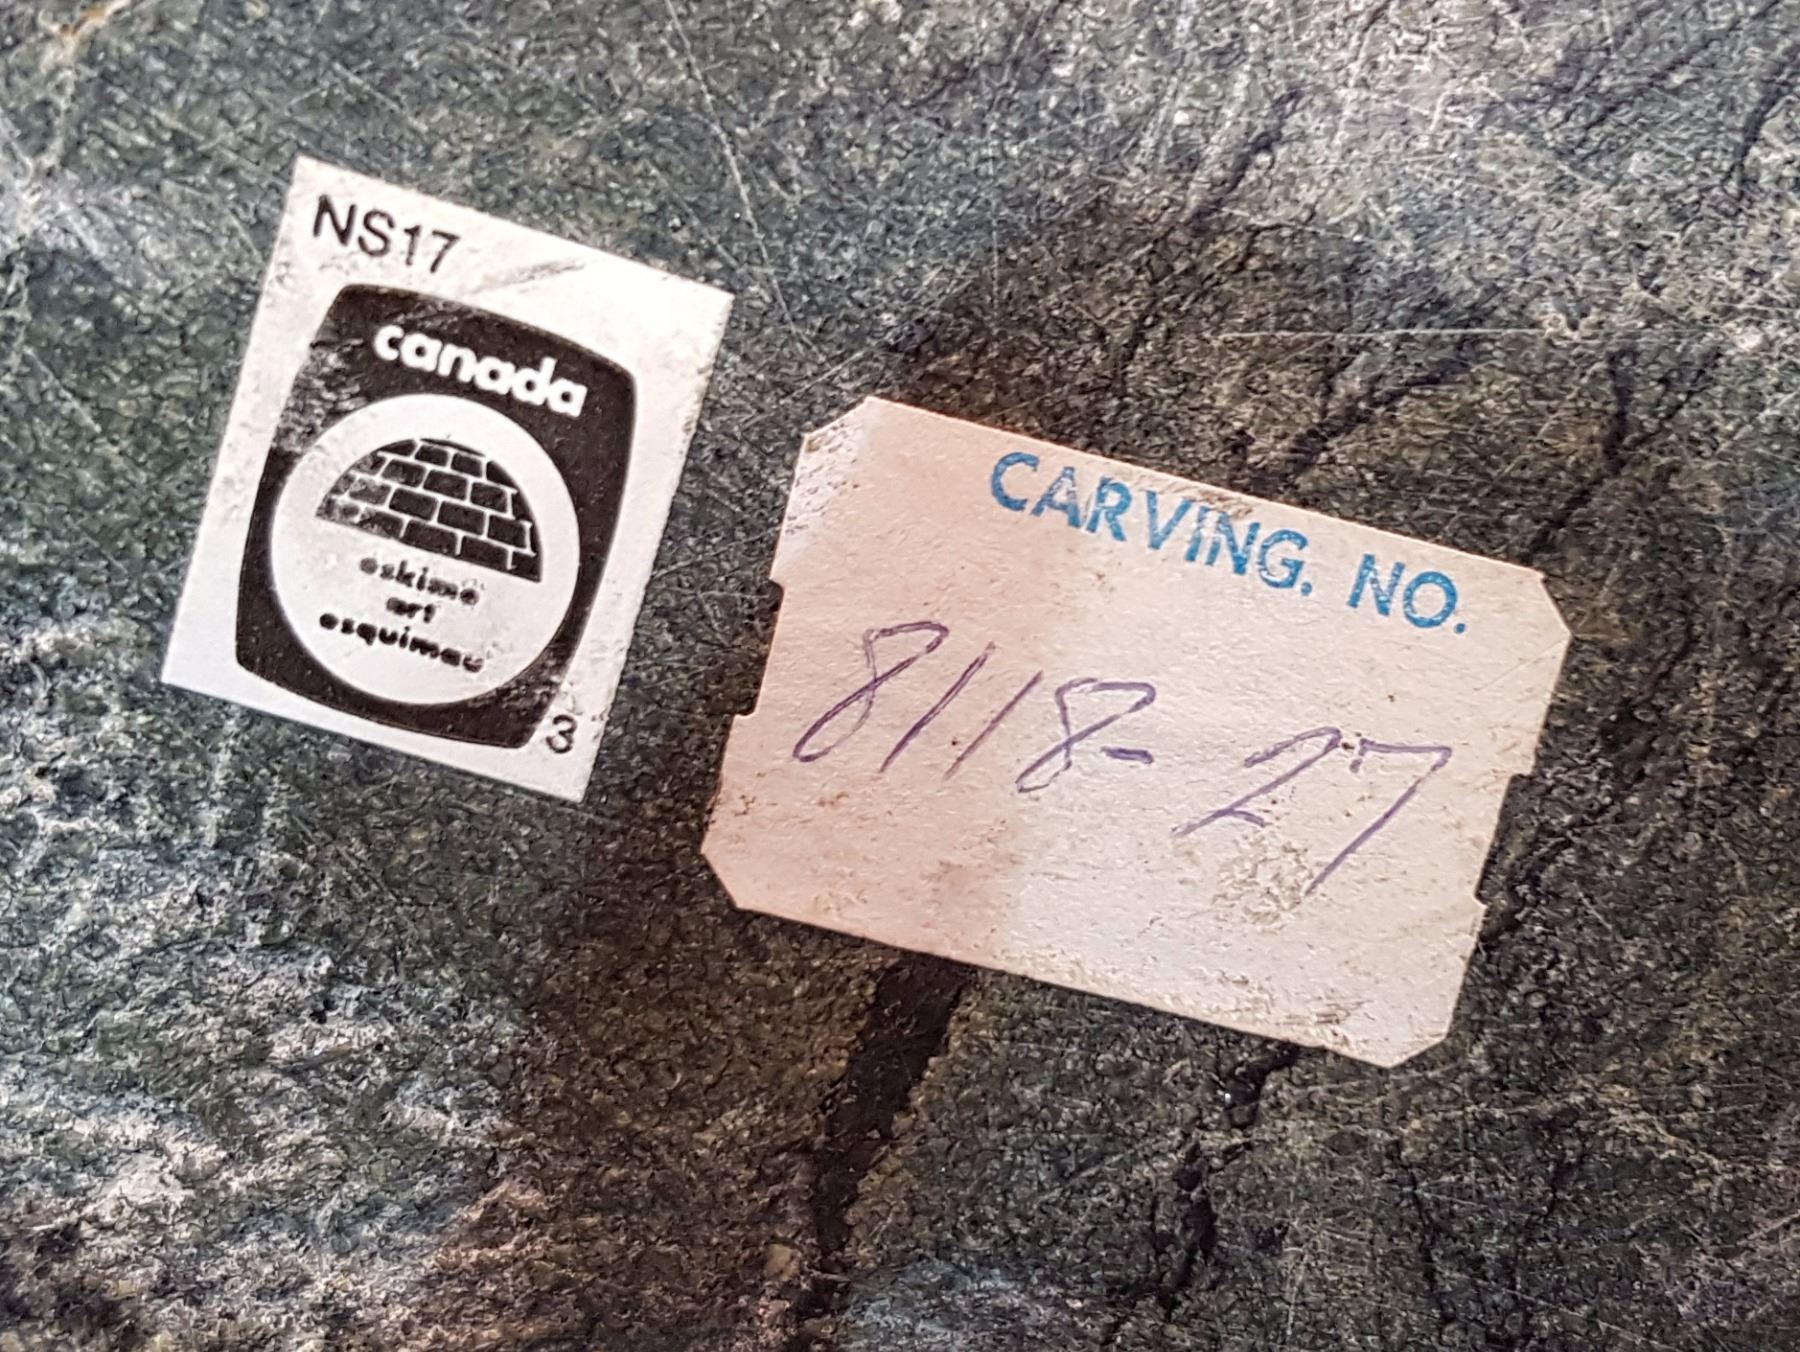 NS17
canada
eskimo
art
esquimau
3
CARVING. NO.
8118-27